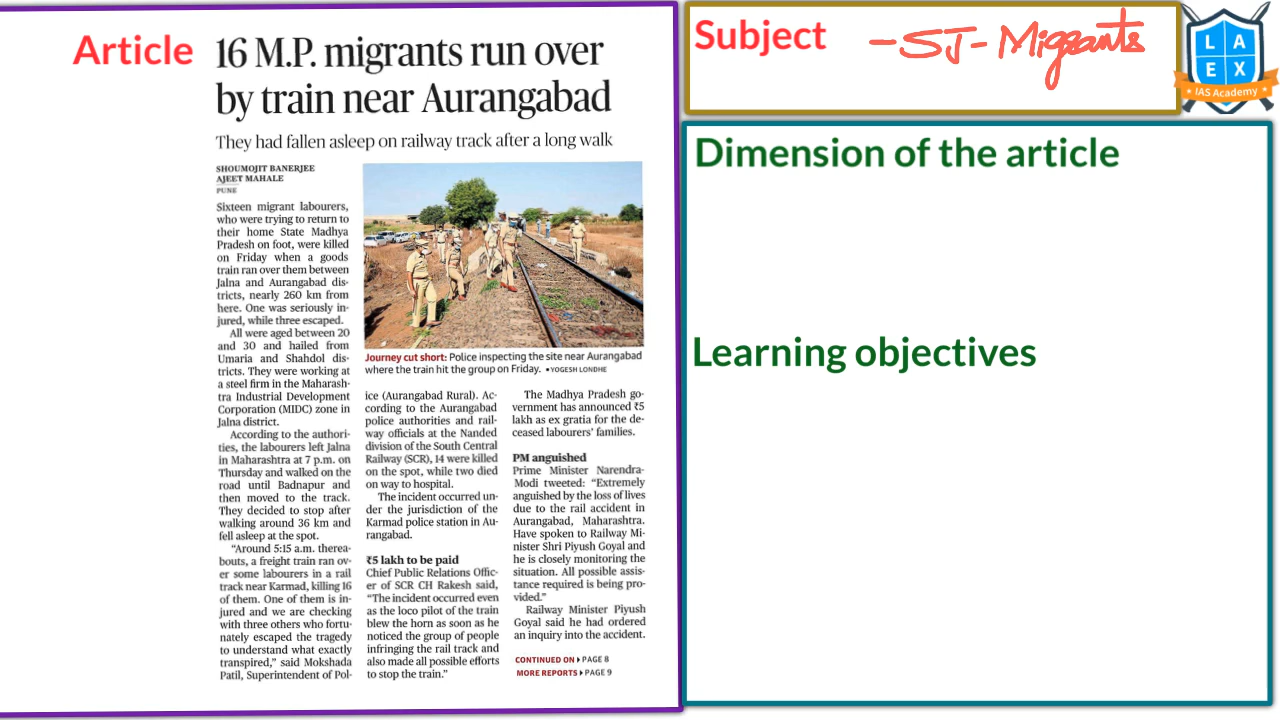 Article
16 M.P. migrants run over
by train near Aurangabad
They had fallen asleep on railway track after a long walk
SHOUMOJIT BANERJEE
AJEET MAHALE
PUNE
Sixteen migrant labourers,
who were trying to return to
their home State Madhya
Pradesh on foot, were killed
on Friday when a goods
train ran over them between
Jalna and Aurangabad dis-
tricts, nearly 260 km from
here. One was seriously in-
jured, while three escaped.
All were aged between 20
and 30 and hailed from
Umaria and Shahdol dis-
tricts. They were working at
a steel firm in the Maharash-
tra Industrial Development
Corporation (MIDC) zone in
Jalna district.
According to the authori-
ties, the labourers left Jalna
in Maharashtra at 7 p.m. on
Thursday and walked on the
road until Badnapur and
then moved to the track.
They decided to stop after
walking around 36 km and
fell asleep at the spot.
“Around 5:15 a.m. therea-
bouts, a freight train ran ov-
er some labourers in a rail
track near Karmad, killing 16
of them. One of them is in-
jured and we are checking
with three others who fortu-
nately escaped the tragedy
to understand what exactly
transpired,” said Mokshada
Patil, Superintendent of Pol-
Journey cut short: Police inspecting the site near Aurangabad
where the train hit the group on Friday. • YOGESH LONDHE
ice (Aurangabad Rural). Ac-
cording to the Aurangabad
police authorities and rail-
way officials at the Nanded
division of the South Central
Railway (SCR), 14 were killed
on the spot, while two died
on way to hospital.
The incident occurred un-
der the jurisdiction of the
Karmad police station in Au-
rangabad.
₹5 lakh to be paid
Chief Public Relations Offic-
er of SCR CH Rakesh said,
“The incident occurred even
as the loco pilot of the train
blew the horn as soon as he
noticed the group of people
infringing the rail track and
also made all possible efforts
to stop the train.”
The Madhya Pradesh go-
vernment has announced ₹5
lakh as ex gratia for the de-
ceased labourers’ families.
PM anguished
Prime Minister Narendra-
Modi tweeted: “Extremely
anguished by the loss of lives
due to the rail accident in
Aurangabad, Maharashtra.
Have spoken to Railway Mi-
nister Shri Piyush Goyal and
he is closely monitoring the
situation. All possible assis-
tance required is being pro-
vided.”
Railway Minister Piyush
Goyal said he had ordered
an inquiry into the accident.
CONTINUED ON ▸ PAGE 8
MORE REPORTS ▸ PAGE 9
Subject - SJ - Migrants
L A
E X
IAS Academy
Dimension of the article
Learning objectives